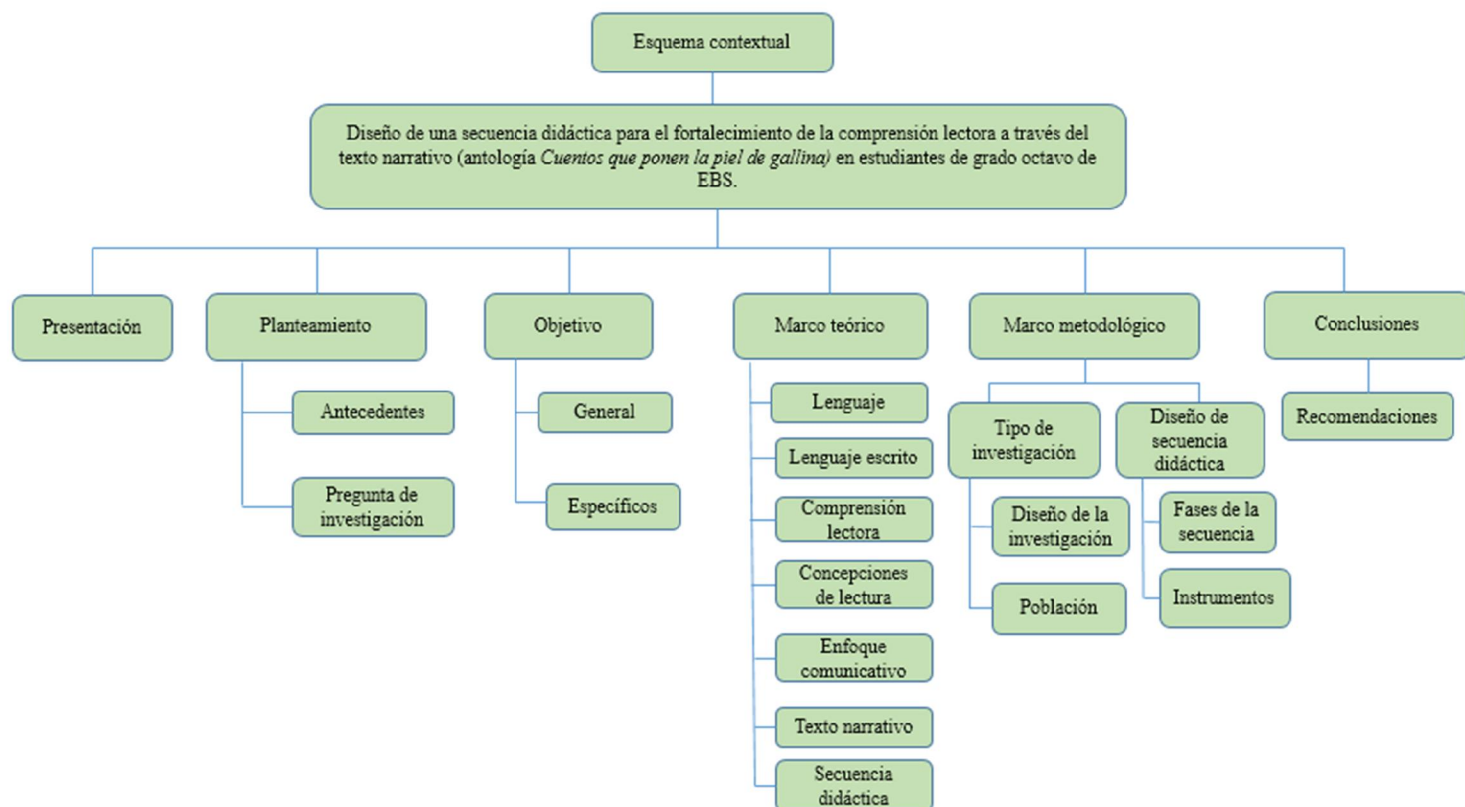 Esquema contextual
Diseño de una secuencia didáctica para el fortalecimiento de la comprensión lectora a través del
texto narrativo (antología Cuentos que ponen la piel de gallina) en estudiantes de grado octavo de
EBS.
Presentación
Planteamiento
Objetivo
Marco teórico
Marco metodológico
Conclusiones
Antecedentes
Pregunta de
investigación
General
Específicos
Lenguaje
Lenguaje escrito
Comprensión
lectora
Concepciones
de lectura
Enfoque
comunicativo
Texto narrativo
Secuencia
didáctica
Tipo de
investigación
Diseño de la
investigación
Población
Diseño de
secuencia
didáctica
Fases de la
secuencia
Instrumentos
Recomendaciones